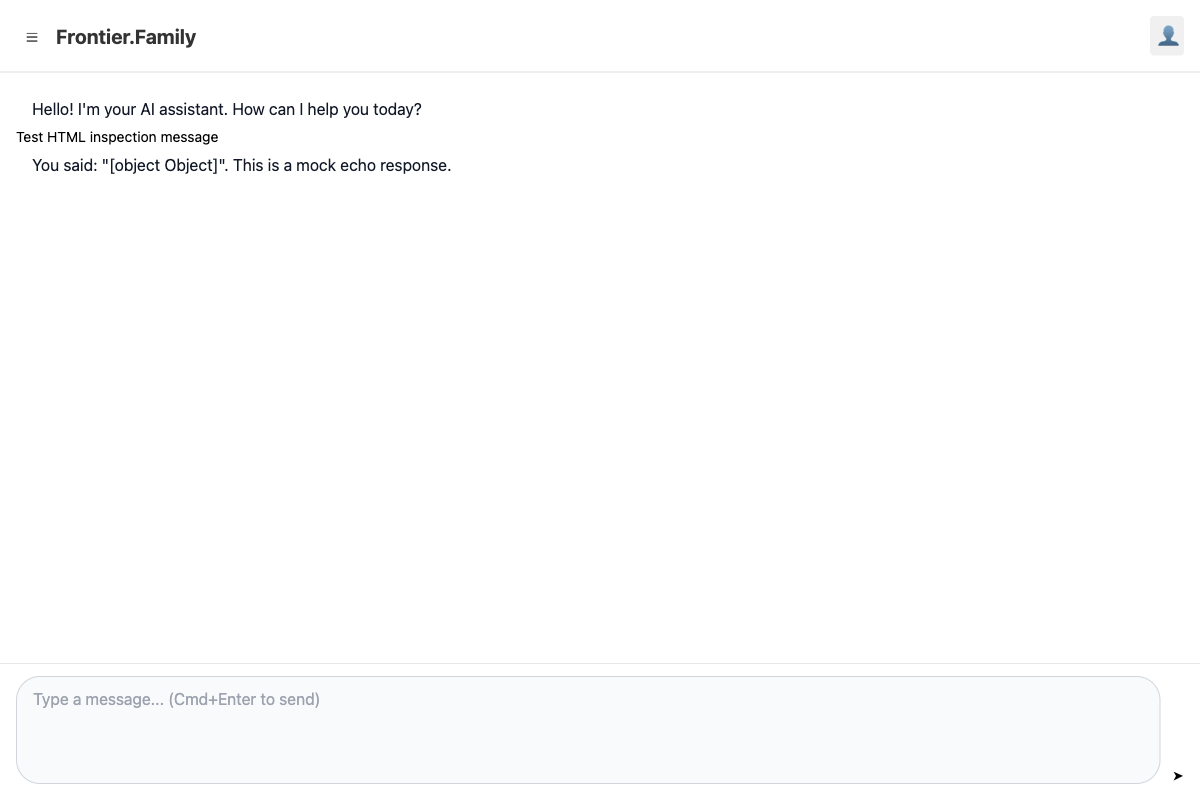 Frontier.Family
Hello! I'm your AI assistant. How can I help you today?
Test HTML inspection message
You said: "[object Object]". This is a mock echo response.
Type a message... (Cmd+Enter to send)